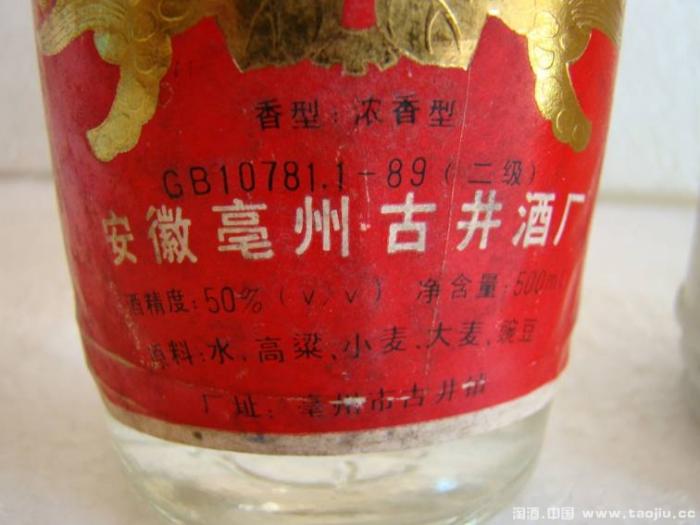 香型：浓香型
GB10781.1-89（二级）
安徽亳州·古井酒厂
酒精度：50%（V/V） 净含量：500ml
原料：水、高粱、小麦、大麦、豌豆
厂址：亳州市古井镇
淘酒.中国 www.taojiu.cc